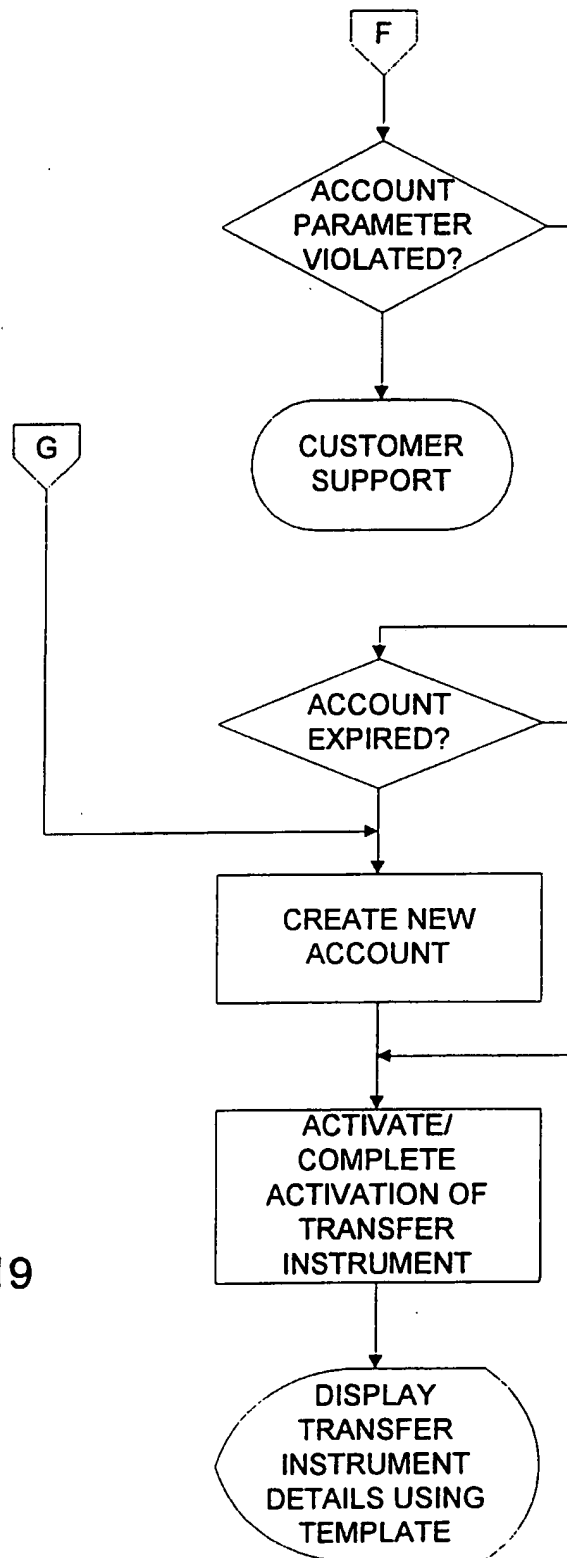 F
ACCOUNT
PARAMETER
VIOLATED?
G
CUSTOMER
SUPPORT
ACCOUNT
EXPIRED?
CREATE NEW
ACCOUNT
ACTIVATE/
COMPLETE
ACTIVATION OF
TRANSFER
INSTRUMENT
9
DISPLAY
TRANSFER
INSTRUMENT
DETAILS USING
TEMPLATE